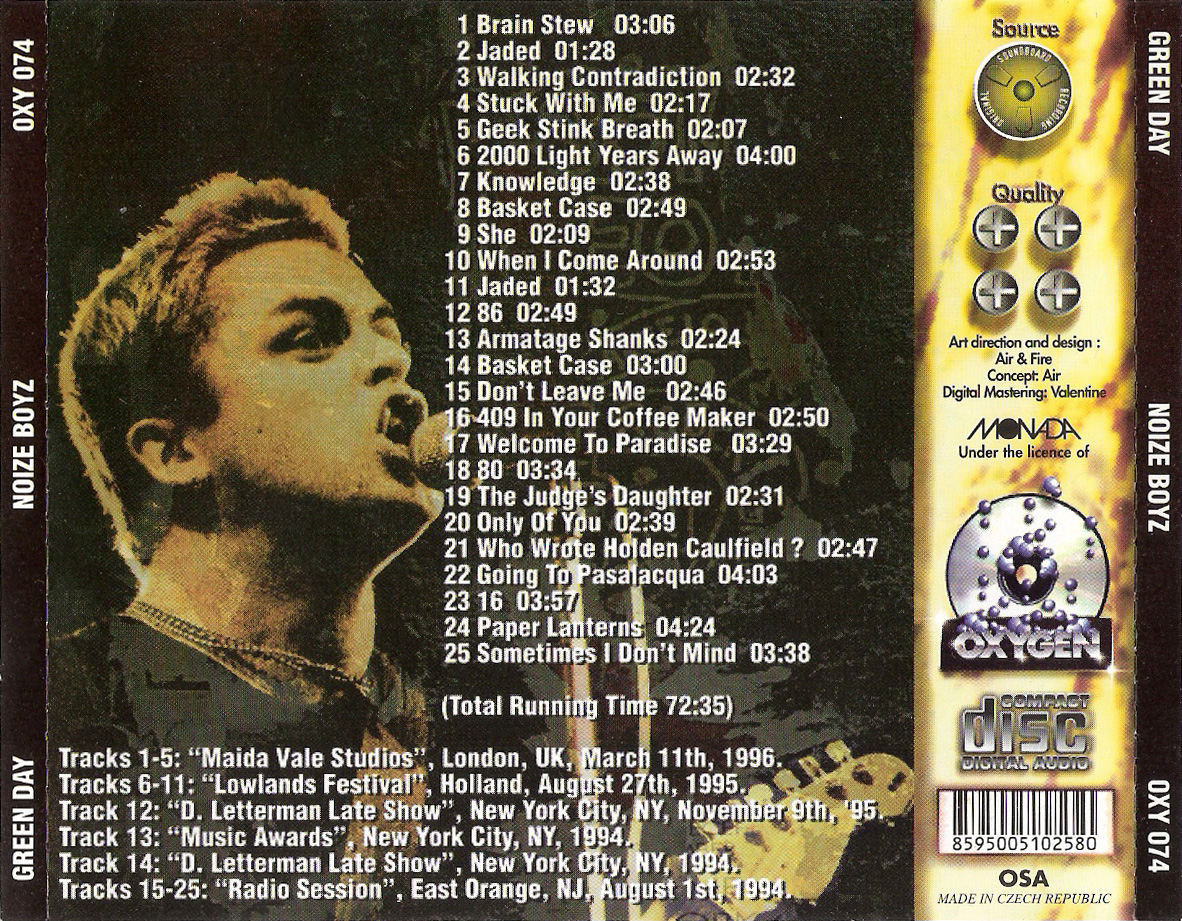 OXY 074
NOIZE BOYZ
GREEN DAY
1 Brain Stew 03:06
2 Jaded 01:28
3 Walking Contradiction 02:32
4 Stuck With Me 02:17
5 Geek Stink Breath 02:07
6 2000 Light Years Away 04:00
7 Knowledge 02:38
8 Basket Case 02:49
9 She 02:09
10 When I Come Around 02:53
11 Jaded 01:32
12 86 02:49
13 Armatage Shanks 02:24
14 Basket Case 03:00
15 Don't Leave Me 02:46
16 409 In Your Coffee Maker 02:50
17 Welcome To Paradise 03:29
18 80 03:34
19 The Judge's Daughter 02:31
20 Only Of You 02:39
21 Who Wrote Holden Caulfield ? 02:47
22 Going To Pasalacqua 04:03
23 16 03:57
24 Paper Lanterns 04:24
25 Sometimes I Don't Mind 03:38
(Total Running Time 72:35)
Tracks 1-5: “Maida Vale Studios”, London, UK, March 11th, 1996.
Tracks 6-11: “Lowlands Festival”, Holland, August 27th, 1995.
Track 12: “D. Letterman Late Show”, New York City, NY, November 9th, '95.
Track 13: “Music Awards”, New York City, NY, 1994.
Track 14: “D. Letterman Late Show”, New York City, NY, 1994.
Tracks 15-25: “Radio Session”, East Orange, NJ, August 1st, 1994.
Source
SOUNDBOARD
RECORDING
ORIGINAL
Quality
Art direction and design :
Air & Fire
Concept: Air
Digital Mastering: Valentine
MONADA
Under the licence of
OXYGEN
COMPACT
disc
DIGITAL AUDIO
8595005102580
OSA
MADE IN CZECH REPUBLIC
GREEN DAY
NOIZE BOYZ
OXY 074